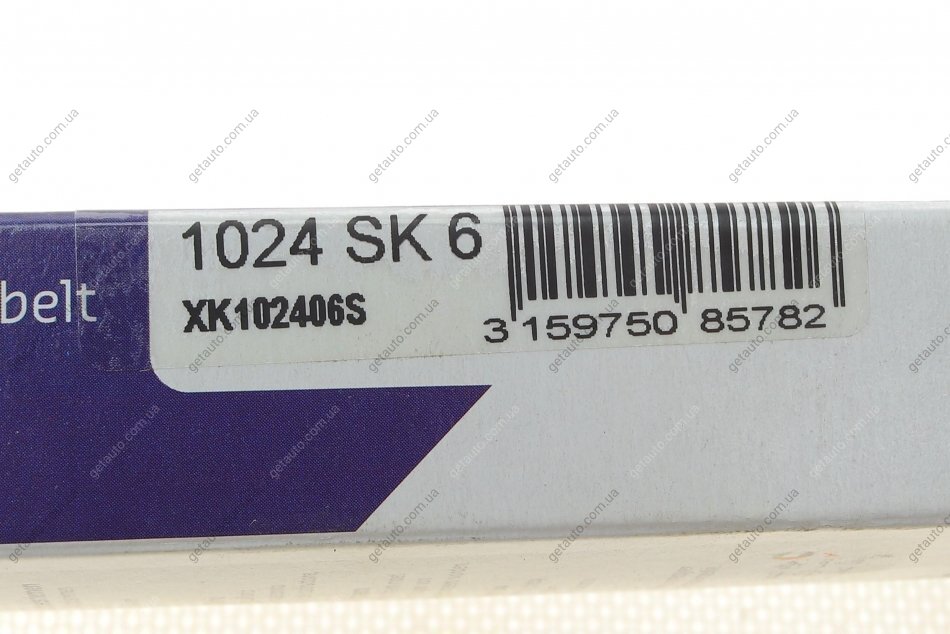 1024 SK 6
belt
XK102406S
3 159750 85782
getauto.com.ua